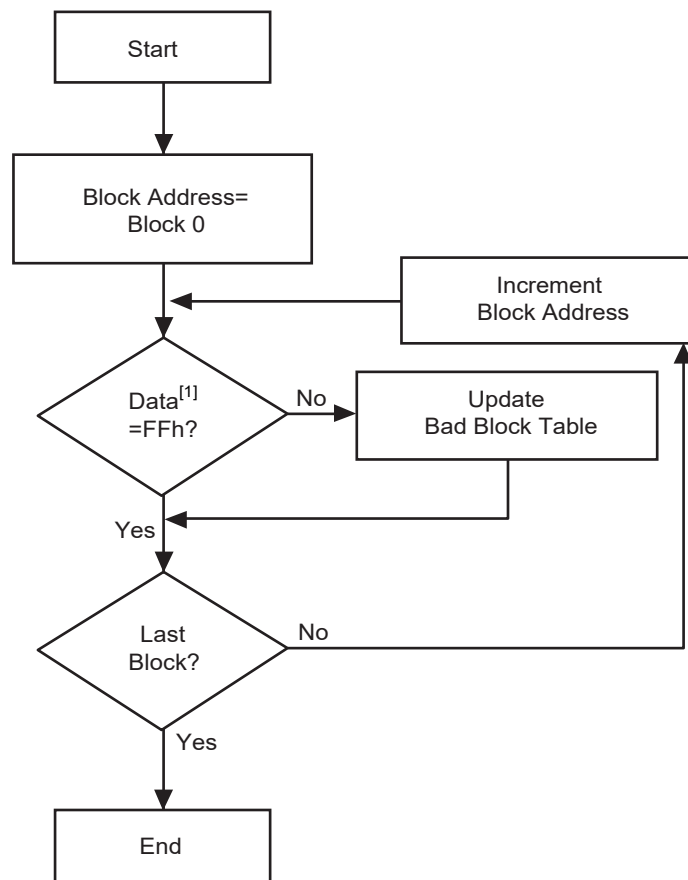 Start
Block Address=
Block 0
Increment
Block Address
Data[1]
=FFh?
No
Update
Bad Block Table
Yes
Last
Block?
No
Yes
End